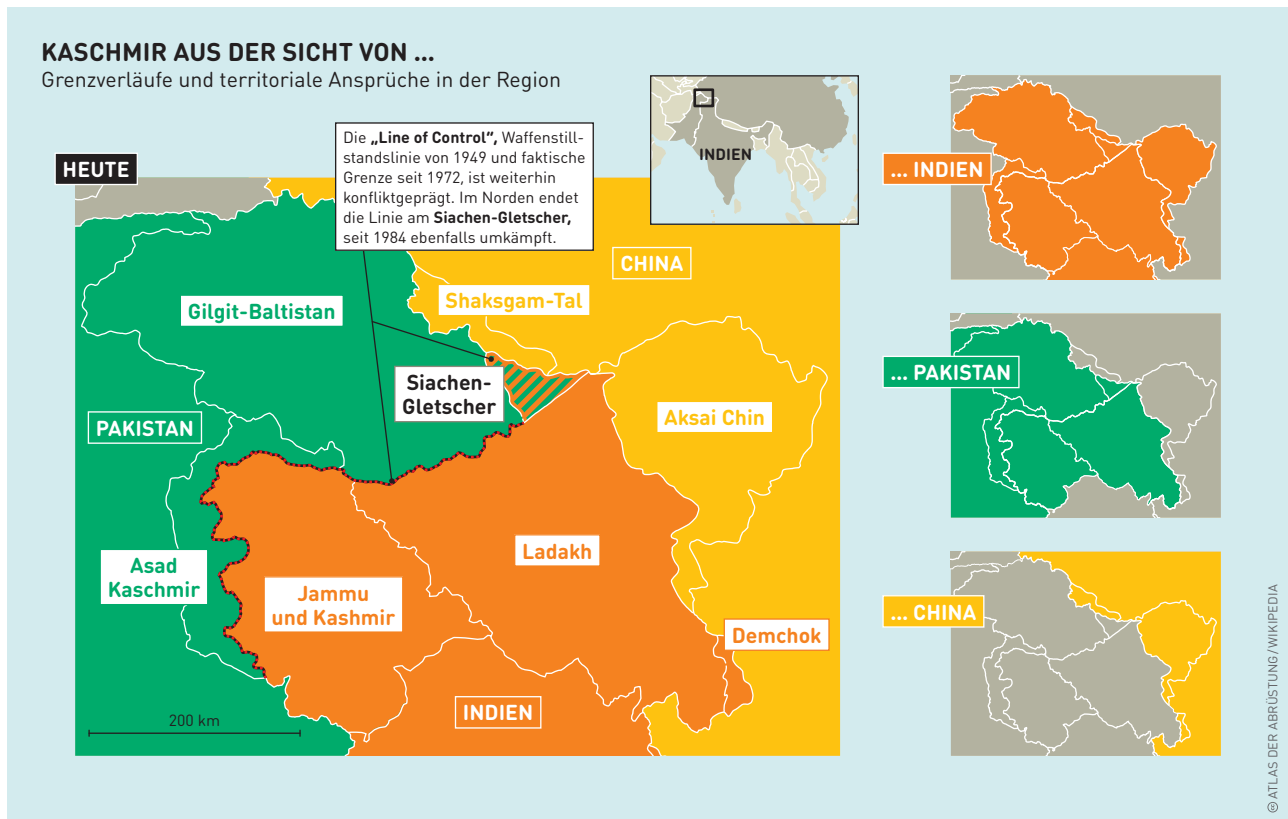 KASCHMIR AUS DER SICHT VON ...
Grenzverläufe und territoriale Ansprüche in der Region
HEUTE
Die „Line of Control”, Waffenstill-
standslinie von 1949 und faktische
Grenze seit 1972, ist weiterhin
konfliktgeprägt. Im Norden endet
die Linie am Siachen-Gletscher,
seit 1984 ebenfalls umkämpft.
INDIEN
... INDIEN
CHINA
Shaksgam-Tal
Gilgit-Baltistan
Siachen-
Gletscher
... PAKISTAN
Aksai Chin
PAKISTAN
Ladakh
Asad
Kaschmir
Jammu
und Kashmir
... CHINA
Demchok
INDIEN
200 km
© ATLAS DER ABRÜSTUNG / WIKIPEDIA